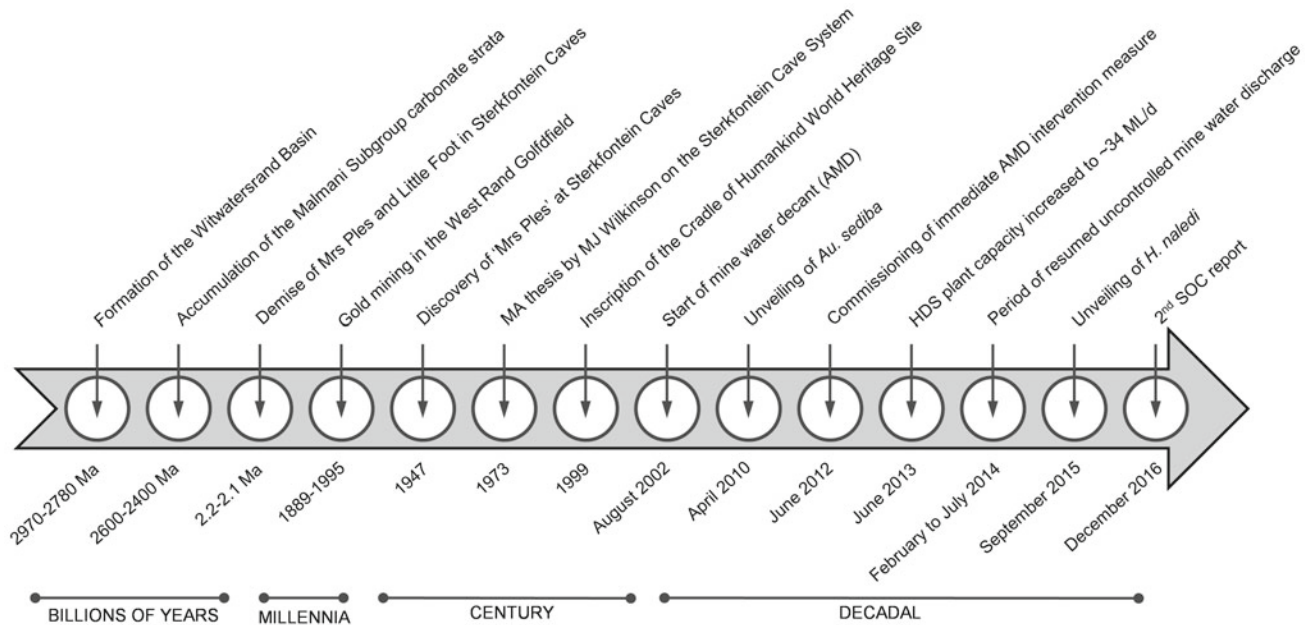 Formation of the Witwatersrand Basin
Accumulation of the Malmani Subgroup carbonate strata
Demise of Mrs Ples and Little Foot in Sterkfontein Caves
Gold mining in the West Rand Golfdfield
Discovery of 'Mrs Ples' at Sterkfontein Caves
MA thesis by MJ Wilkinson on the Sterkfontein Cave System
Inscription of the Cradle of Humankind World Heritage Site
Start of mine water decant (AMD)
Unveiling of Au. sediba
Commissioning of immediate AMD intervention measure
HDS plant capacity increased to ~34 ML/d
Period of resumed uncontrolled mine water discharge
Unveiling of H. naledi
2nd SOC report
2970-2780 Ma
2600-2400 Ma
2.2-2.1 Ma
1889-1995
1947
1973
1999
August 2002
April 2010
June 2012
June 2013
February to July 2014
September 2015
December 2016
BILLIONS OF YEARS
MILLENNIA
CENTURY
DECADAL